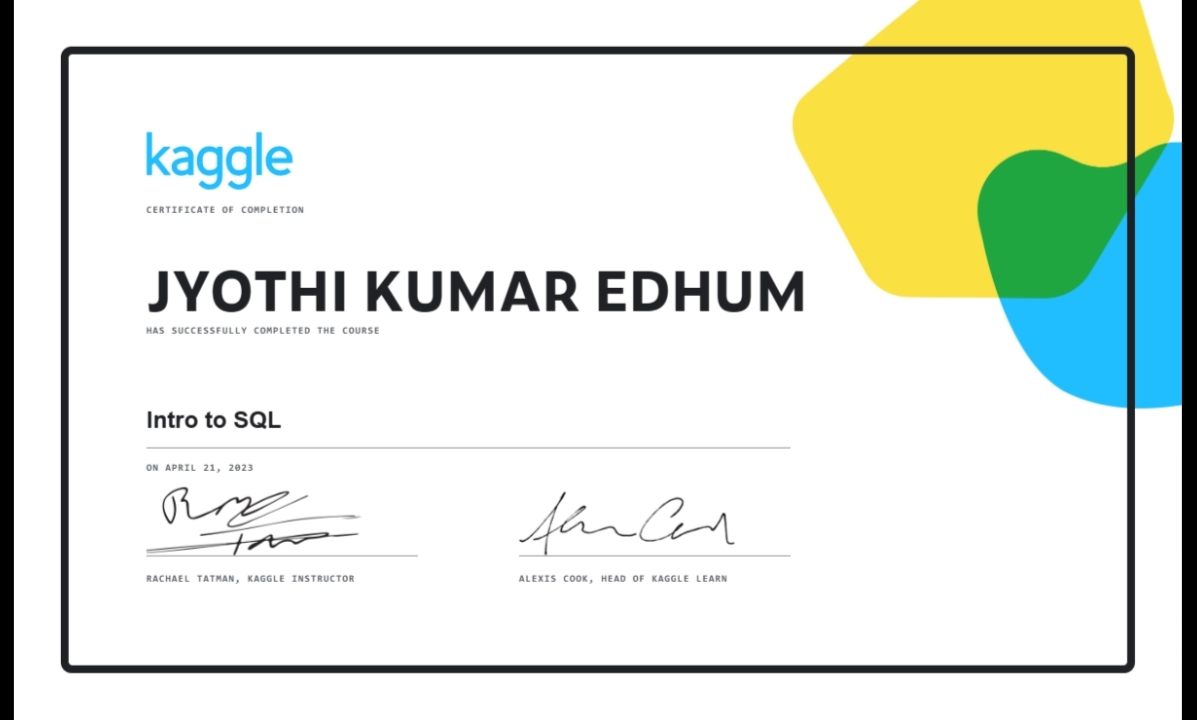 kaggle
CERTIFICATE OF COMPLETION
JYOTHI KUMAR EDHUM
HAS SUCCESSFULLY COMPLETED THE COURSE
Intro to SQL
ON APRIL 21, 2023
RACHAEL TATMAN, KAGGLE INSTRUCTOR
ALEXIS COOK, HEAD OF KAGGLE LEARN